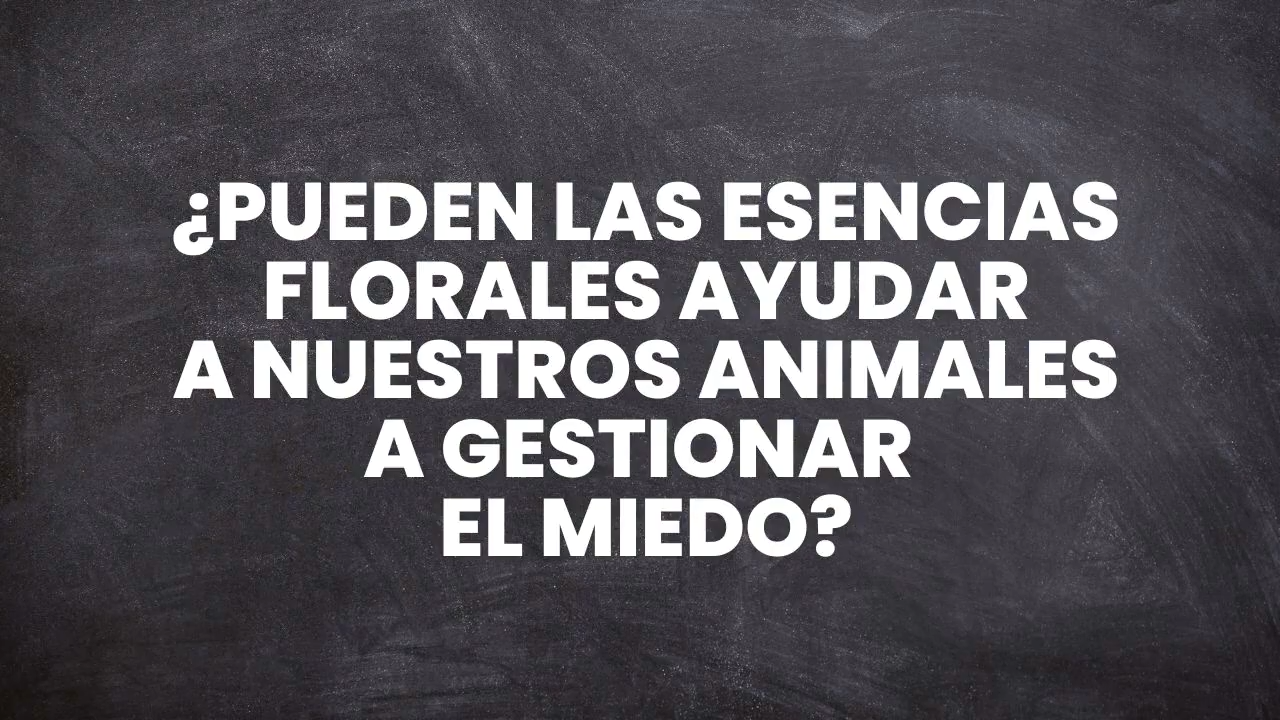 ¿PUEDEN LAS ESENCIAS
FLORALES AYUDAR
A NUESTROS ANIMALES
A GESTIONAR
EL MIEDO?